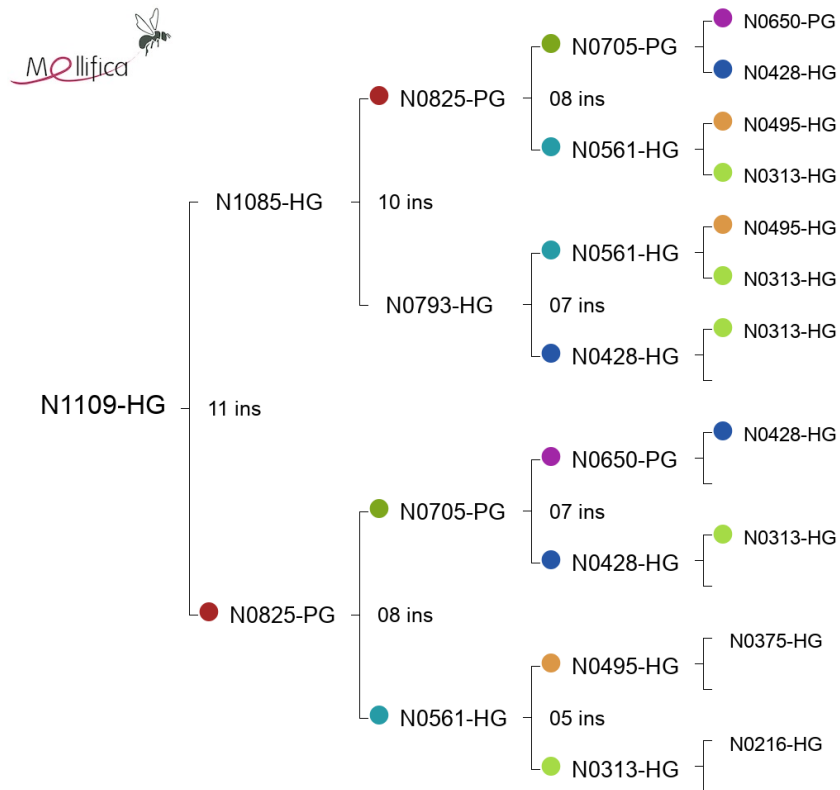 Mellifica
N0650-PG
N0705-PG
N0428-HG
N0825-PG
08 ins
N0495-HG
N0561-HG
N0313-HG
N1085-HG
10 ins
N0495-HG
N0561-HG
N0313-HG
N0793-HG
07 ins
N0313-HG
N0428-HG
N1109-HG
11 ins
N0428-HG
N0650-PG
N0705-PG
07 ins
N0313-HG
N0428-HG
N0825-PG
08 ins
N0375-HG
N0495-HG
N0561-HG
05 ins
N0216-HG
N0313-HG